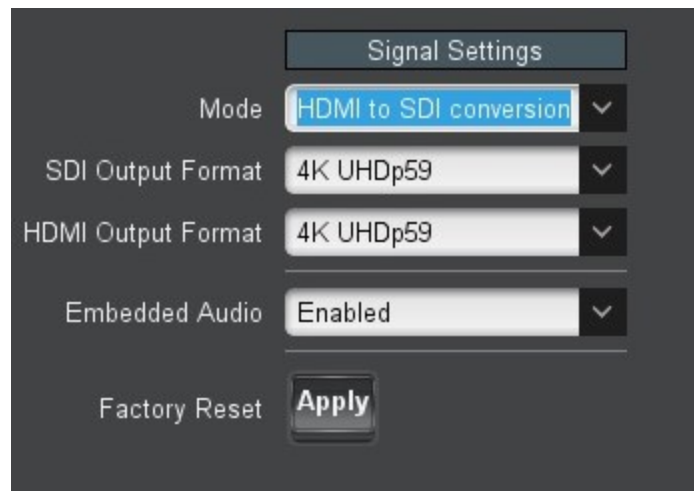 Signal Settings
Mode HDMI to SDI conversion
SDI Output Format 4K UHDp59
HDMI Output Format 4K UHDp59
Embedded Audio Enabled
Factory Reset Apply